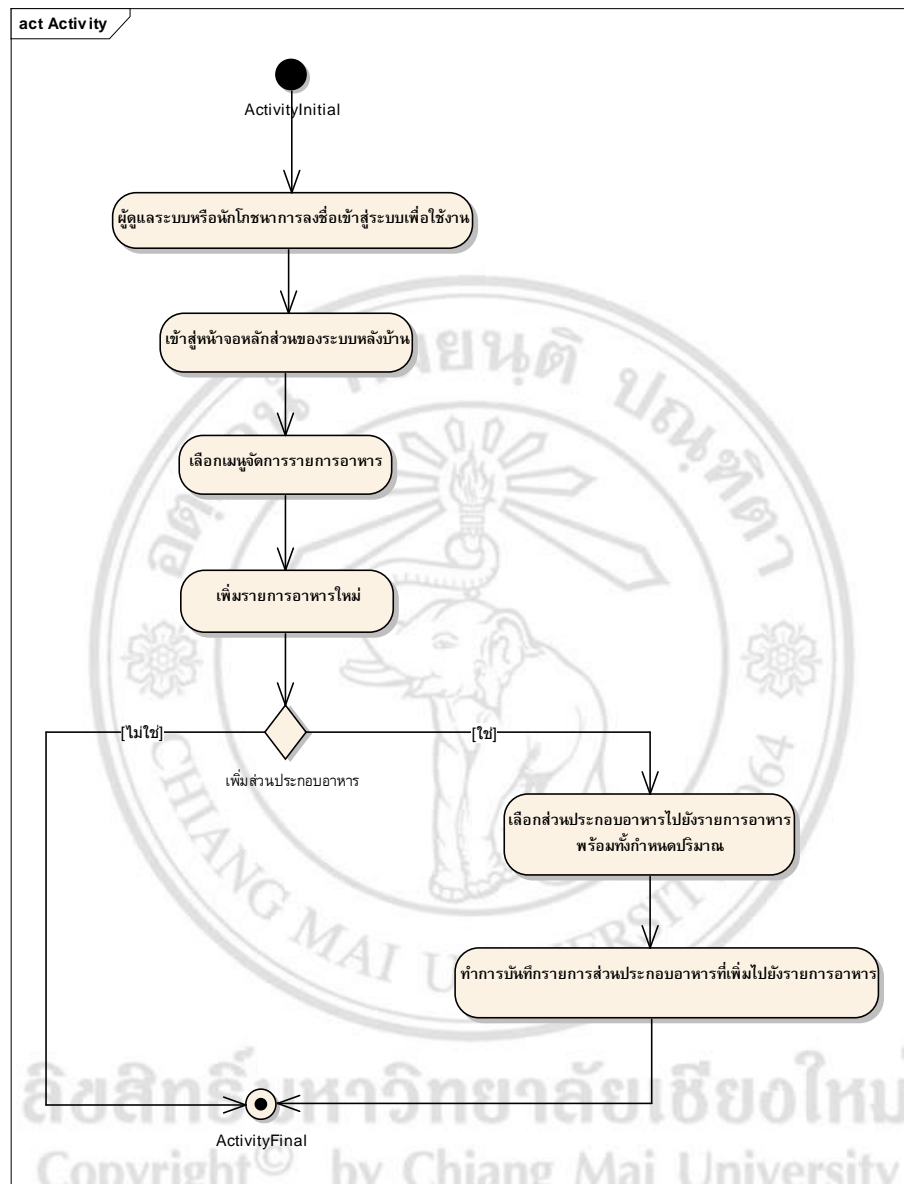 act Activity
ActivityInitial
ผู้ดูแลระบบหรือนักโภชนาการลงชื่อเข้าสู่ระบบเพื่อใช้งาน
เข้าสู่หน้าจอหลักส่วนของระบบหลังบ้าน
เลือกเมนูจัดการรายการอาหาร
เพิ่มรายการอาหารใหม่
[ไม่ใช่]
[ใช่]
เพิ่มส่วนประกอบอาหาร
เลือกส่วนประกอบอาหารไปยังรายการอาหาร
พร้อมทั้งกำหนดปริมาณ
ทำการบันทึกรายการส่วนประกอบอาหารที่เพิ่มไปยังรายการอาหาร
ActivityFinal
CHIANG MAI UNIVERSITY 1964
ลิขสิทธิ์มหาวิทยาลัยเชียงใหม่
Copyright© by Chiang Mai University